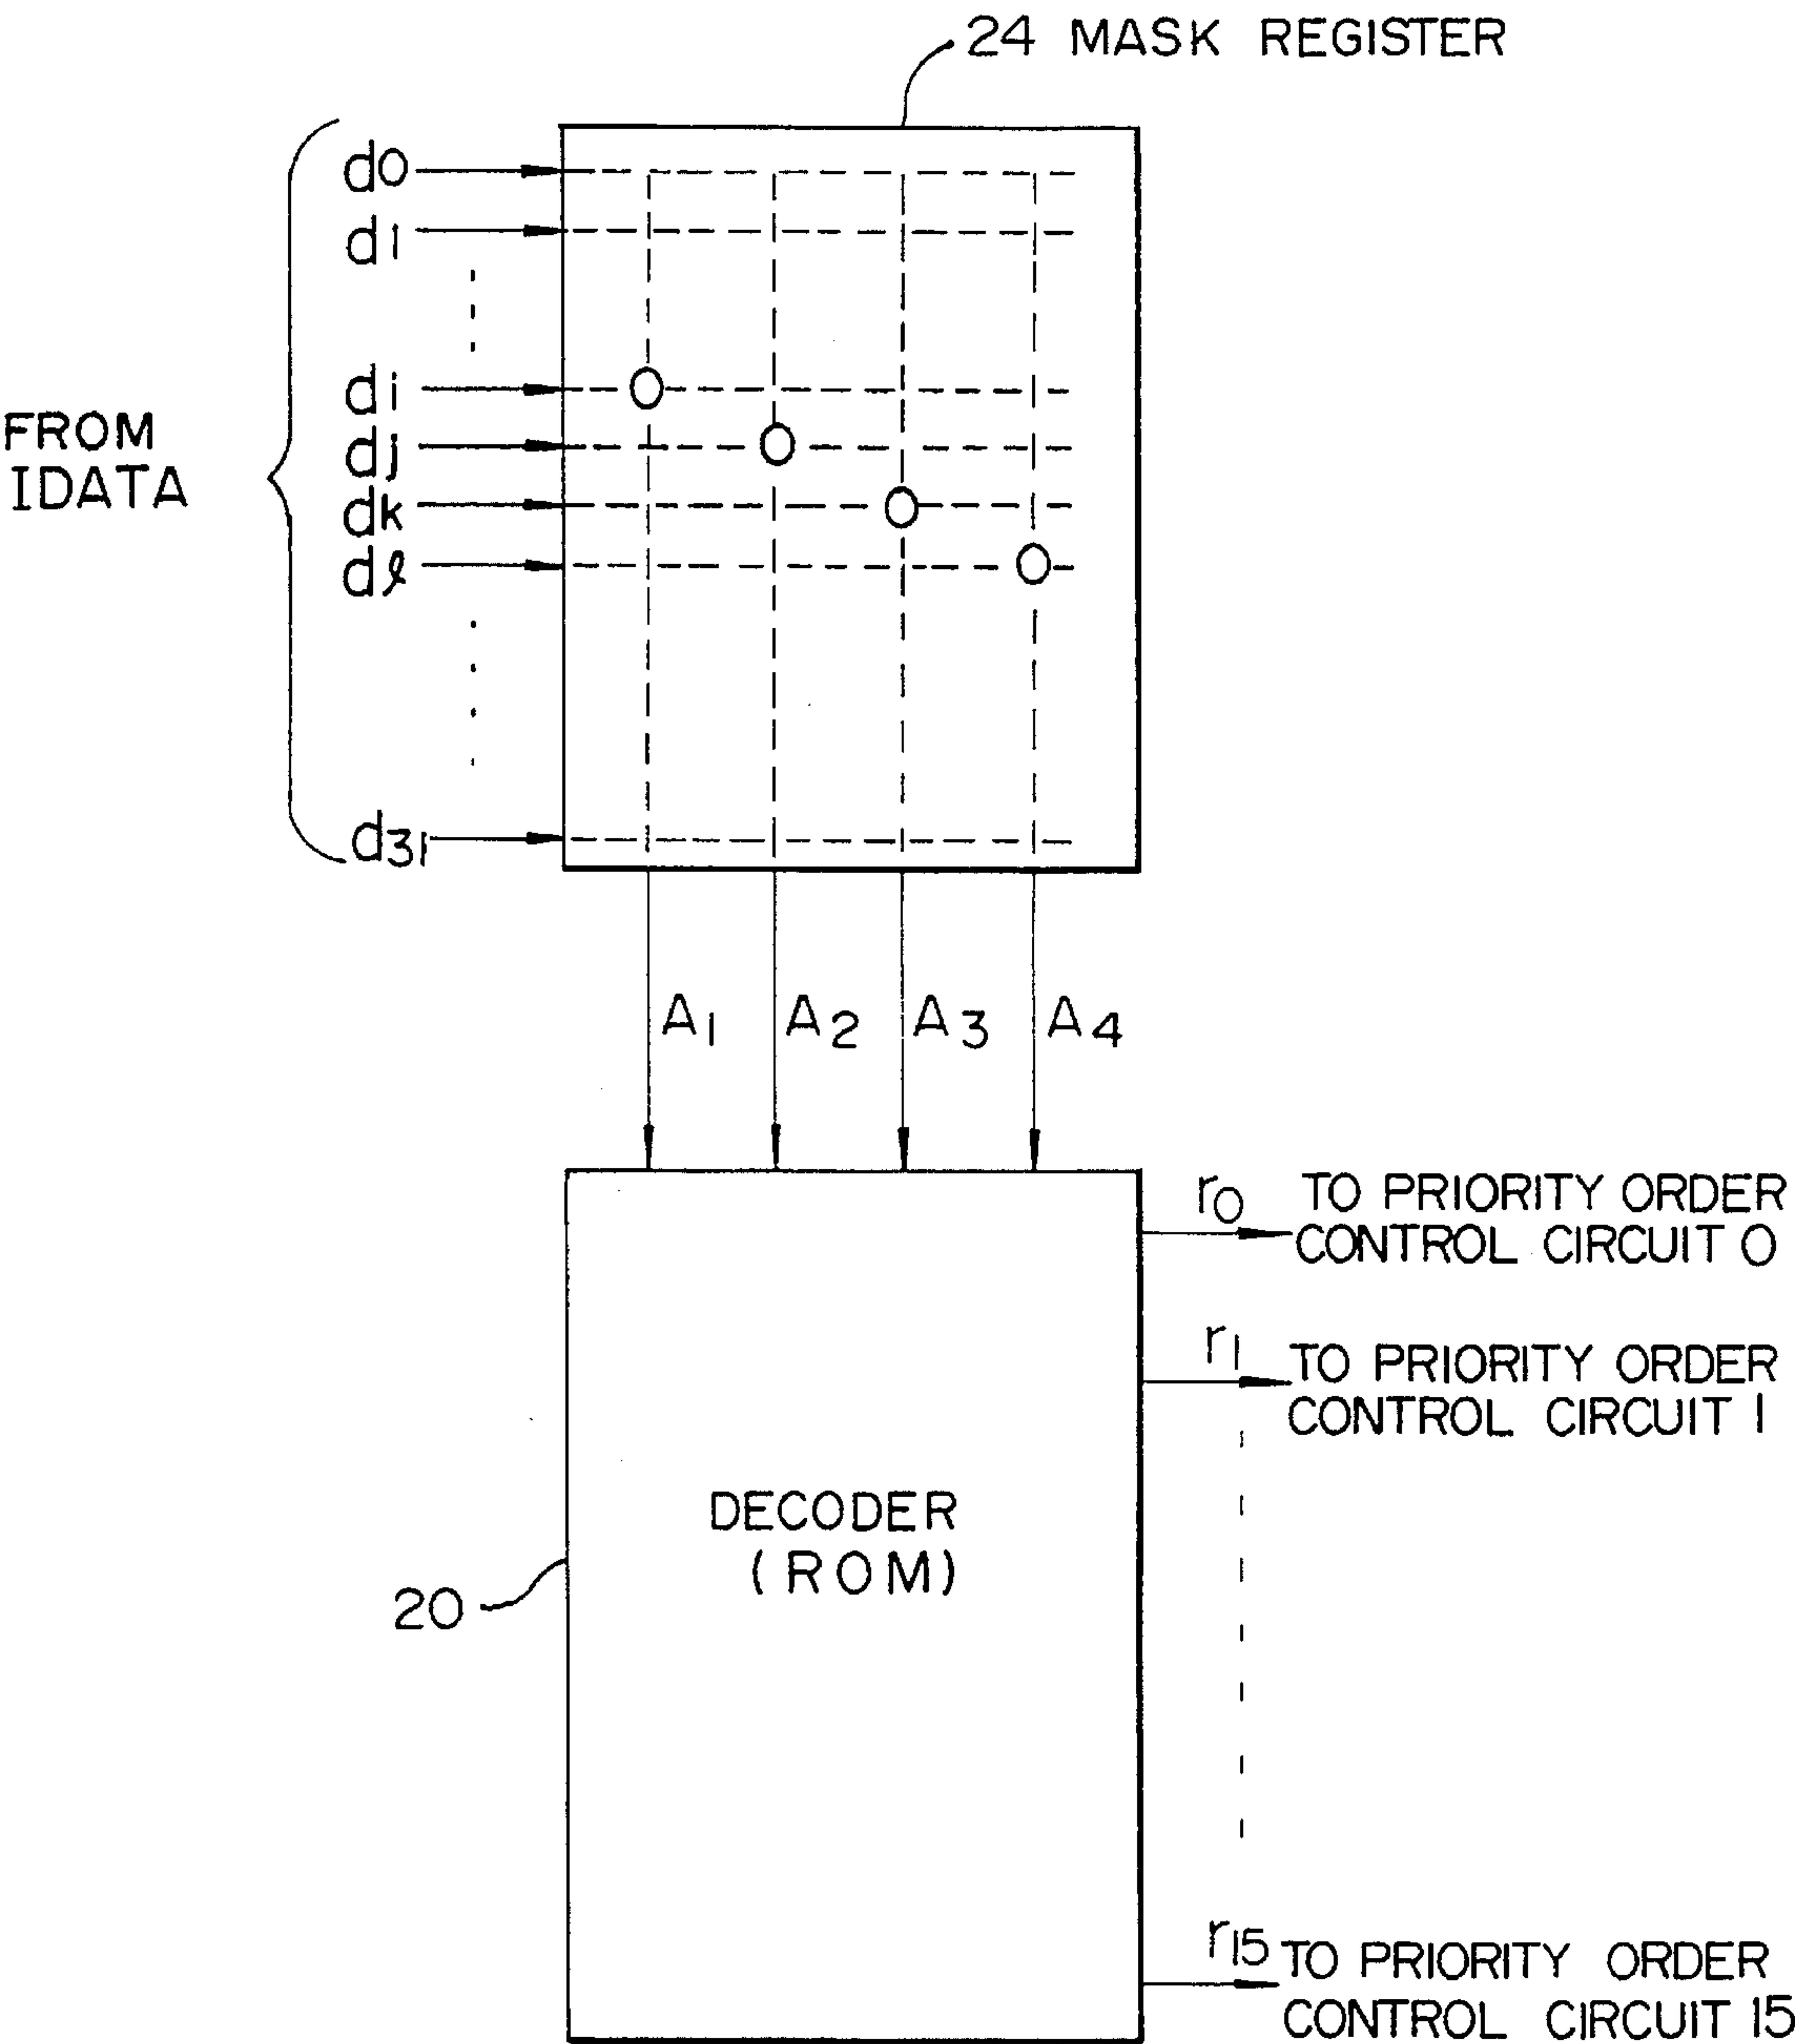 24 MASK REGISTER
d0
d1
di
FROM
IDATA
dj
dk
dℓ
d31
A1 A2 A3 A4
r0 TO PRIORITY ORDER
CONTROL CIRCUIT 0
r1 TO PRIORITY ORDER
CONTROL CIRCUIT 1
DECODER
(ROM)
20
r15 TO PRIORITY ORDER
CONTROL CIRCUIT 15